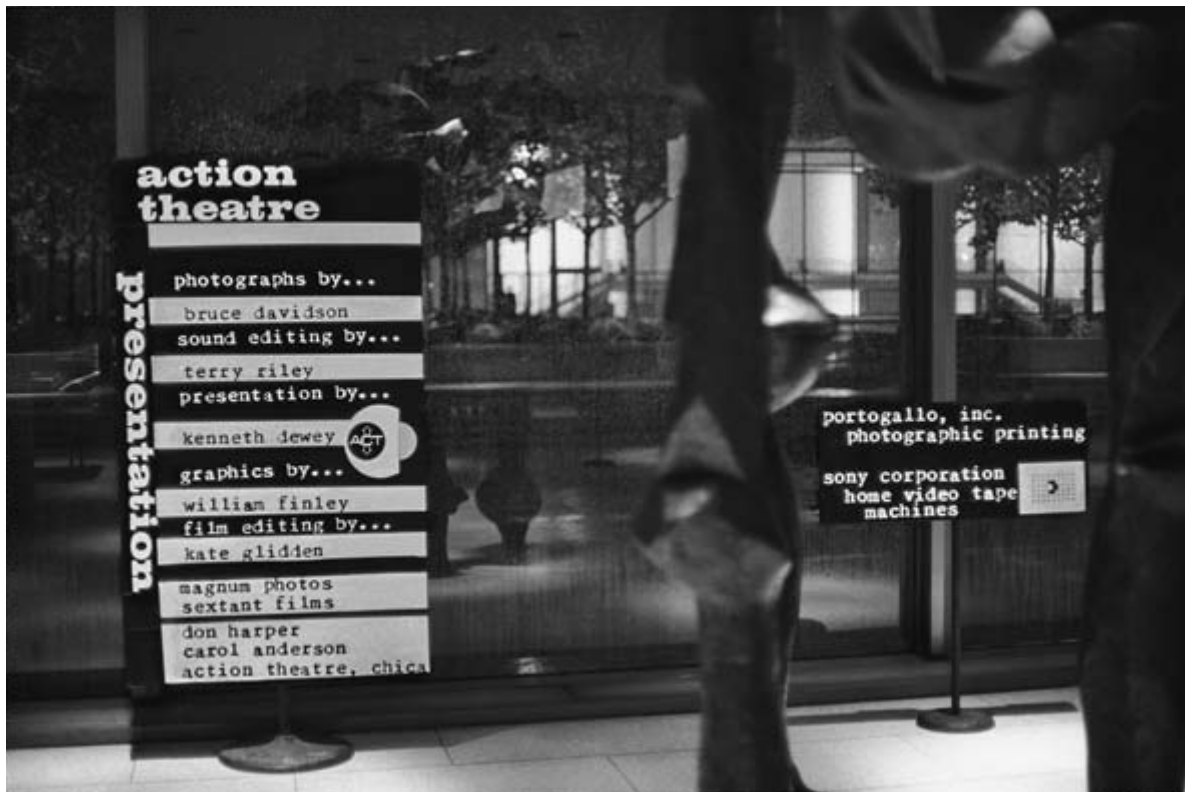 action
theatre
presentation
photographs by...
bruce davidson
sound editing by...
terry riley
presentation by...
kenneth dewey
ACT
graphics by...
william finley
film editing by...
kate glidden
magnum photos
sextant films
don harper
carol anderson
action theatre, chica
portogallo, inc.
photographic printing
sony corporation
home video tape
machines